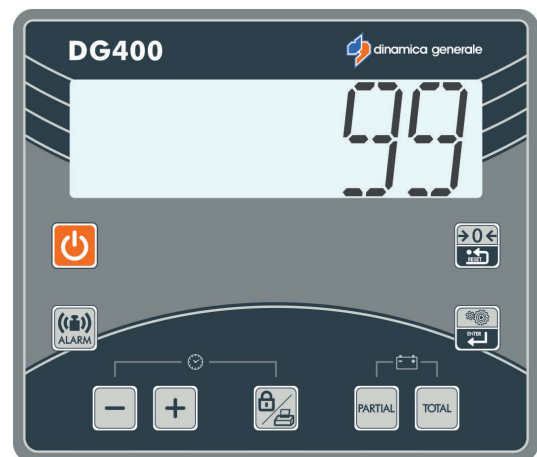 DG400
dinamica generale
99
→0←
RESET
ALARM
ENTER
PARTIAL
TOTAL